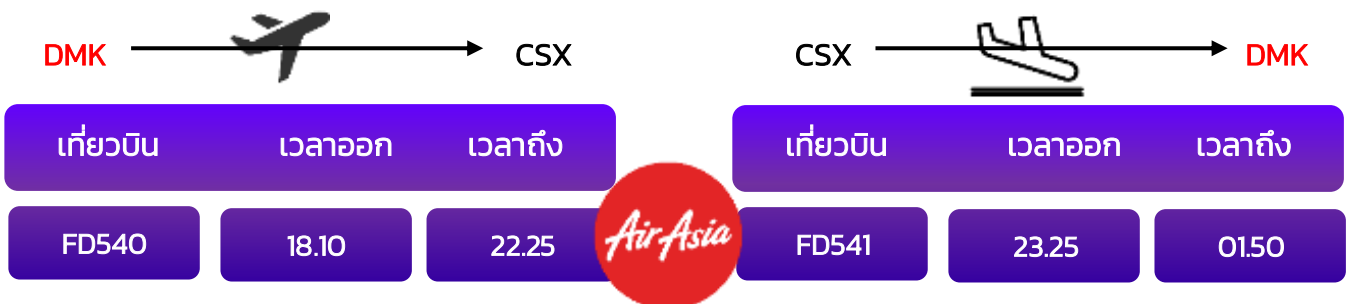 DMK CSX
เที่ยวบิน เวลาออก เวลาถึง
FD540 18.10 22.25
AirAsia
CSX DMK
เที่ยวบิน เวลาออก เวลาถึง
FD541 23.25 01.50